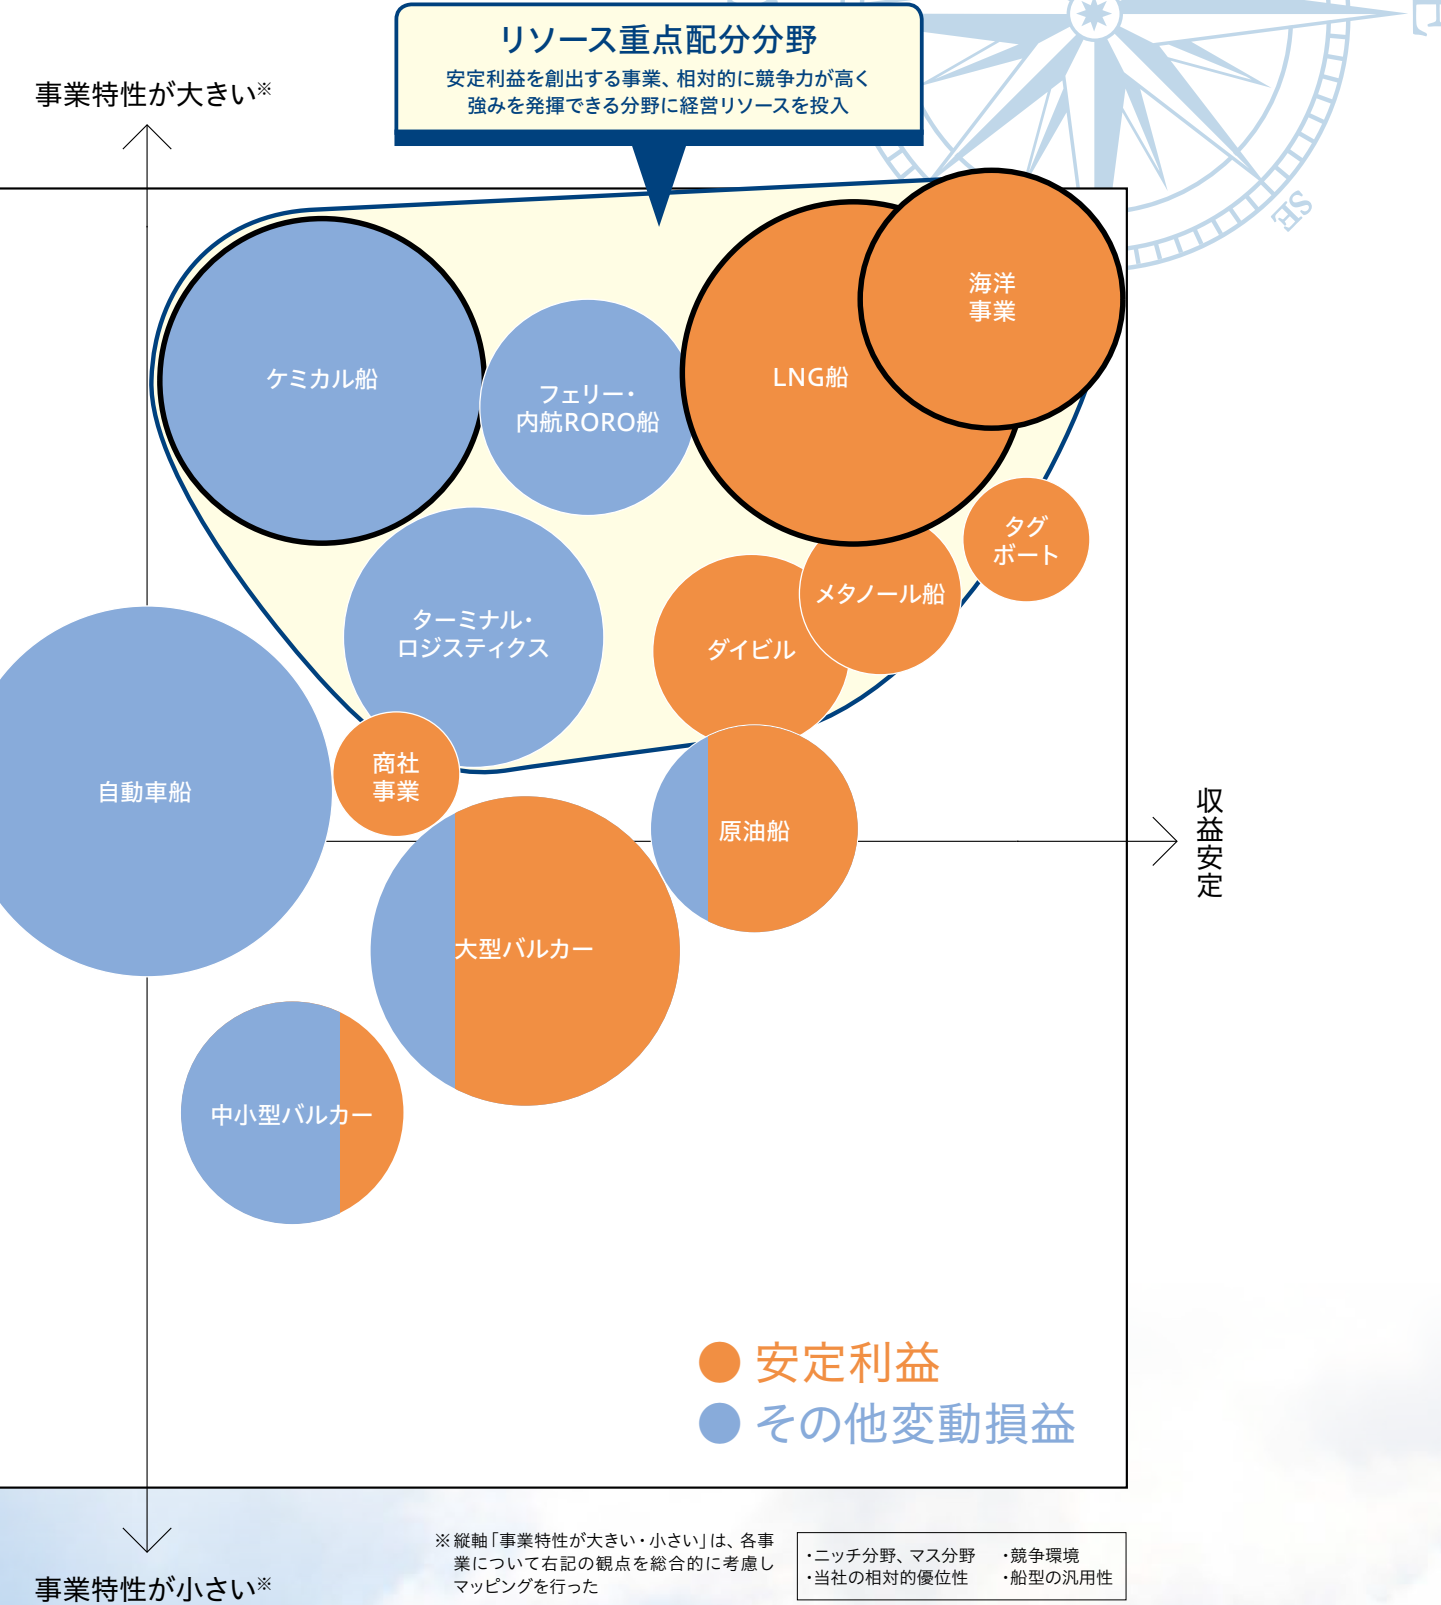 リソース重点配分分野
安定利益を創出する事業、相対的に競争力が高く
強みを発揮できる分野に経営リソースを投入
事業特性が大きい※
SE
海洋
事業
ケミカル船
LNG船
フェリー・
内航RORO船
タグ
ボート
メタノール船
ターミナル・
ロジスティクス
ダイビル
商社
事業
自動車船
原油船
収益安定
大型バルカー
中小型バルカー
安定利益
その他変動損益
事業特性が小さい※
※縦軸「事業特性が大きい・小さい」は、各事
業について右記の観点を総合的に考慮し
マッピングを行った
・ニッチ分野、マス分野 ・競争環境
・当社の相対的優位性 ・船型の汎用性